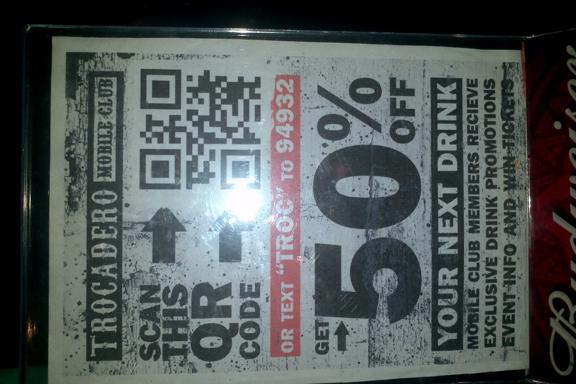 TROCADERO MOBILE CLUB
SCAN
THIS
QR
CODE
OR TEXT "TROC" TO 94932
GET 50% OFF
YOUR NEXT DRINK
MOBILE CLUB MEMBERS RECIEVE
EXCLUSIVE DRINK PROMOTIONS
EVENT INFO AND WIN TICKETS
Budweiser